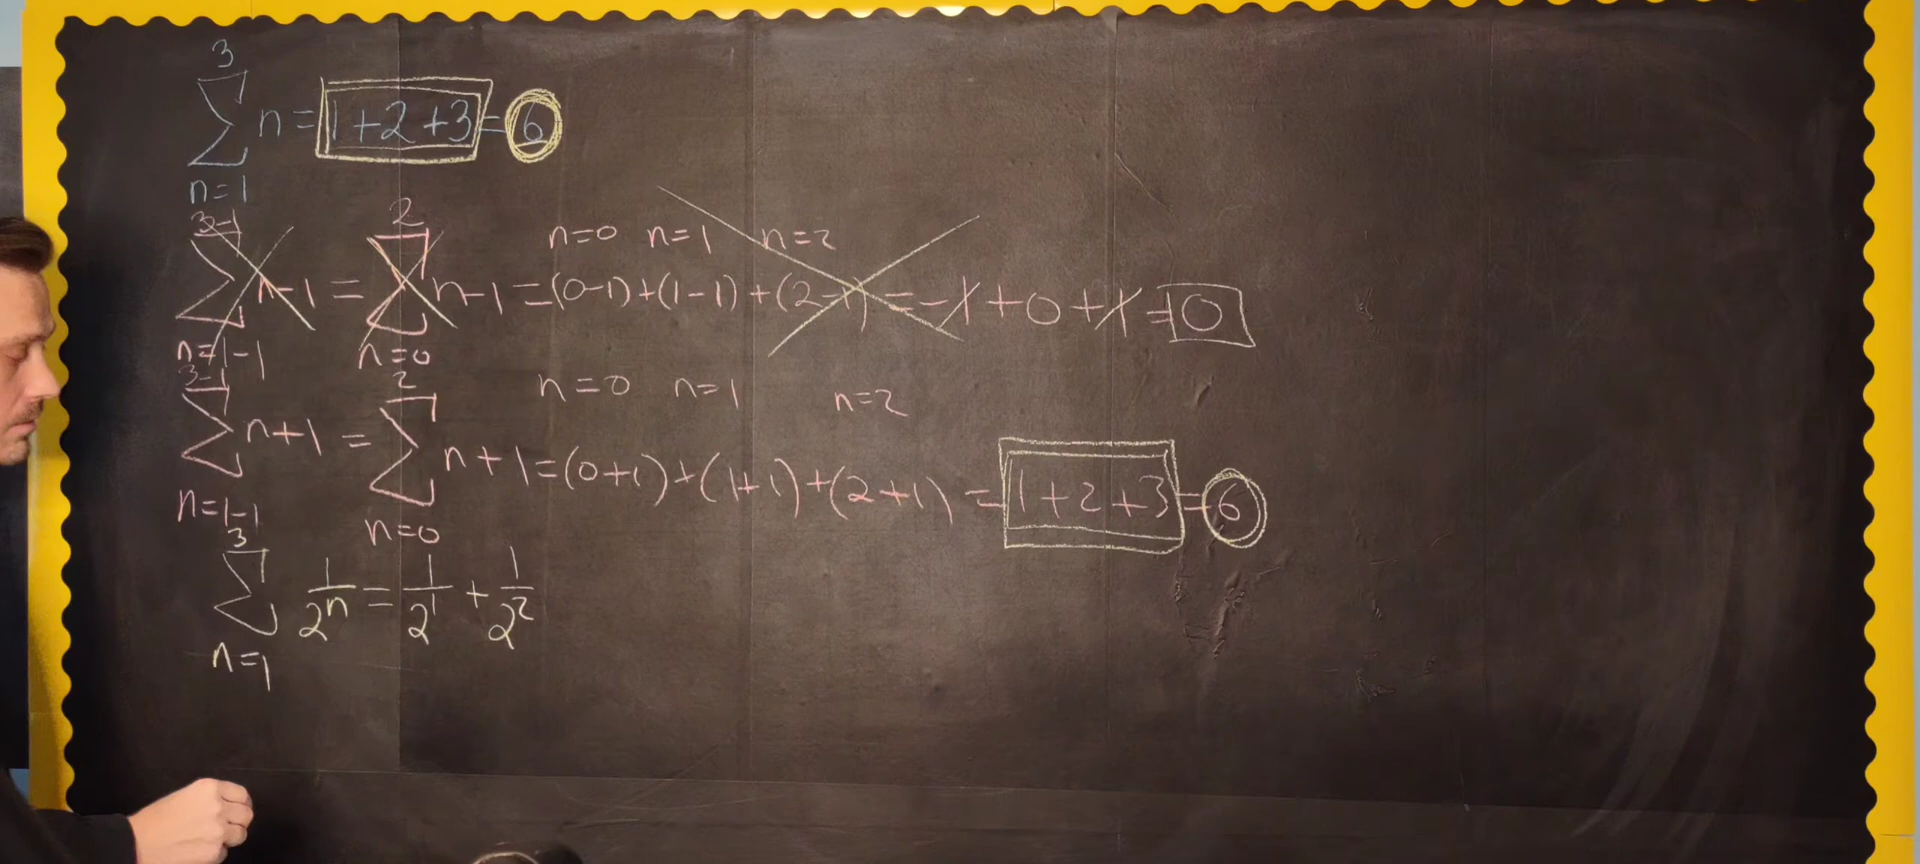 3
∑ n = 1+2+3 = 6
n=1
3-1 2 n=0 n=1 n=2
∑ n-1 = ∑ n-1 = (0-1)+(1-1)+(2-1) = -1+0+1 = 0
n=1-1 n=0
3-1 2 n=0 n=1 n=2
∑ n+1 = ∑ n+1 = (0+1)+(1+1)+(2+1) = 1+2+3 = 6
n=1-1 n=0
3
∑ 1/2^n = 1/2^1 + 1/2^2
n=1